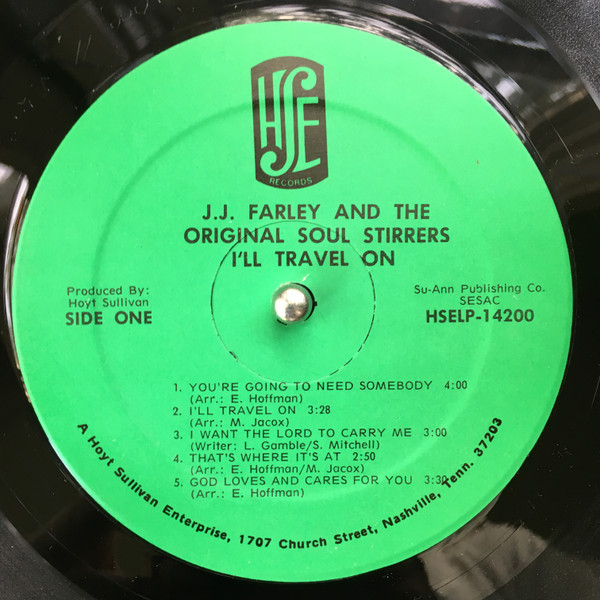 HSE
RECORDS
J.J. FARLEY AND THE
ORIGINAL SOUL STIRRERS
I'LL TRAVEL ON
Produced By:
Hoyt Sullivan
SIDE ONE
Su-Ann Publishing Co.
SESAC
HSELP-14200
1. YOU'RE GOING TO NEED SOMEBODY 4:00
(Arr.: E. Hoffman)
2. I'LL TRAVEL ON 3:28
(Arr.: M. Jacox)
3. I WANT THE LORD TO CARRY ME 3:00
(Writer: L. Gamble/S. Mitchell)
4. THAT'S WHERE IT'S AT 2:50
(Arr.: E. Hoffman/M. Jacox)
5. GOD LOVES AND CARES FOR YOU 3:30
(Arr.: E. Hoffman)
A Hoyt Sullivan Enterprise, 1707 Church Street, Nashville, Tenn. 37203